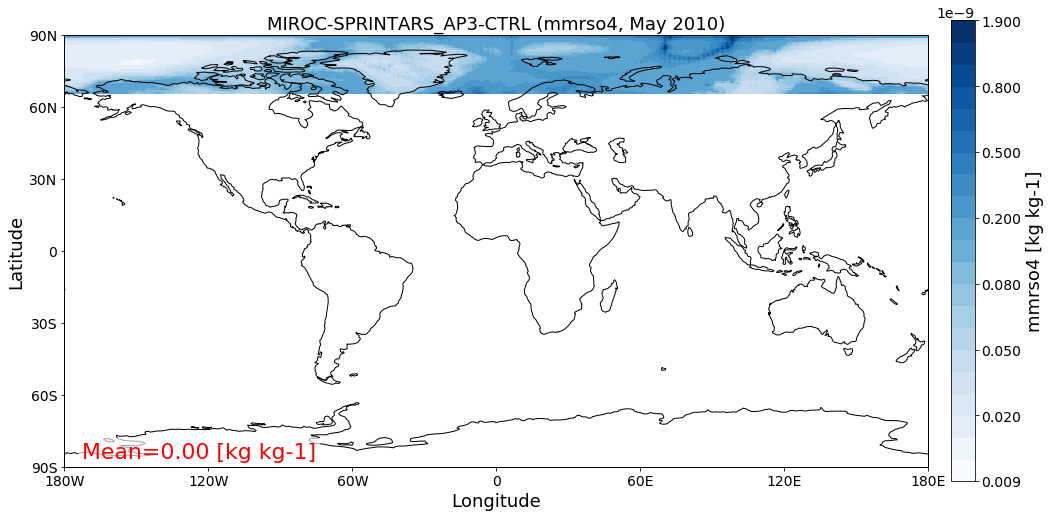 MIROC-SPRINTARS_AP3-CTRL (mmrso4, May 2010)
1e−9
90N
60N
30N
0
30S
60S
90S
Latitude
Mean=0.00 [kg kg-1]
180W
120W
60W
0
60E
120E
180E
Longitude
1.900
0.800
0.500
0.200
0.080
0.050
0.020
0.009
mmrso4 [kg kg-1]